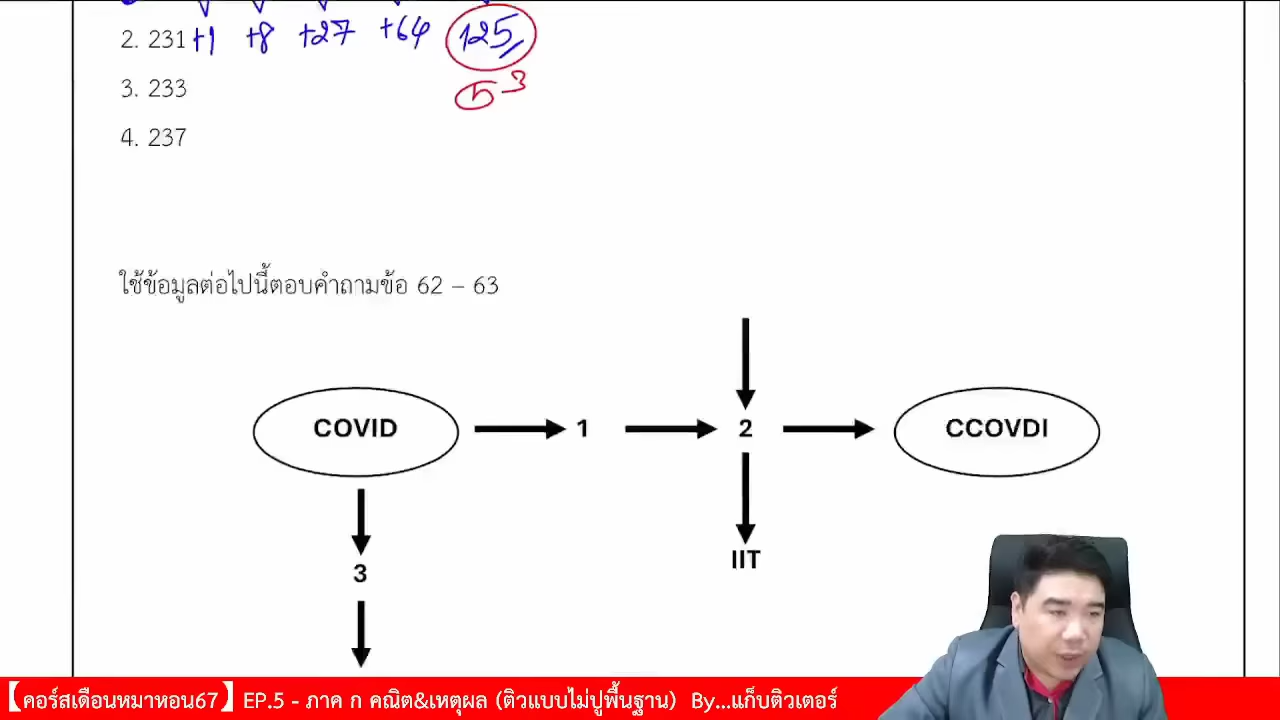 2. 231 +1 +8 +27 +64 125
3. 233 5³
4. 237
ใช้ข้อมูลต่อไปนี้ตอบคำถามข้อ 62 – 63
COVID 1 2 CCOVDI
IIT
3
【คอร์สเดือนหมาหอน67】 EP.5 - ภาค ก คณิต&เหตุผล (ติวแบบไม่ปูพื้นฐาน) By...แก็บติวเตอร์